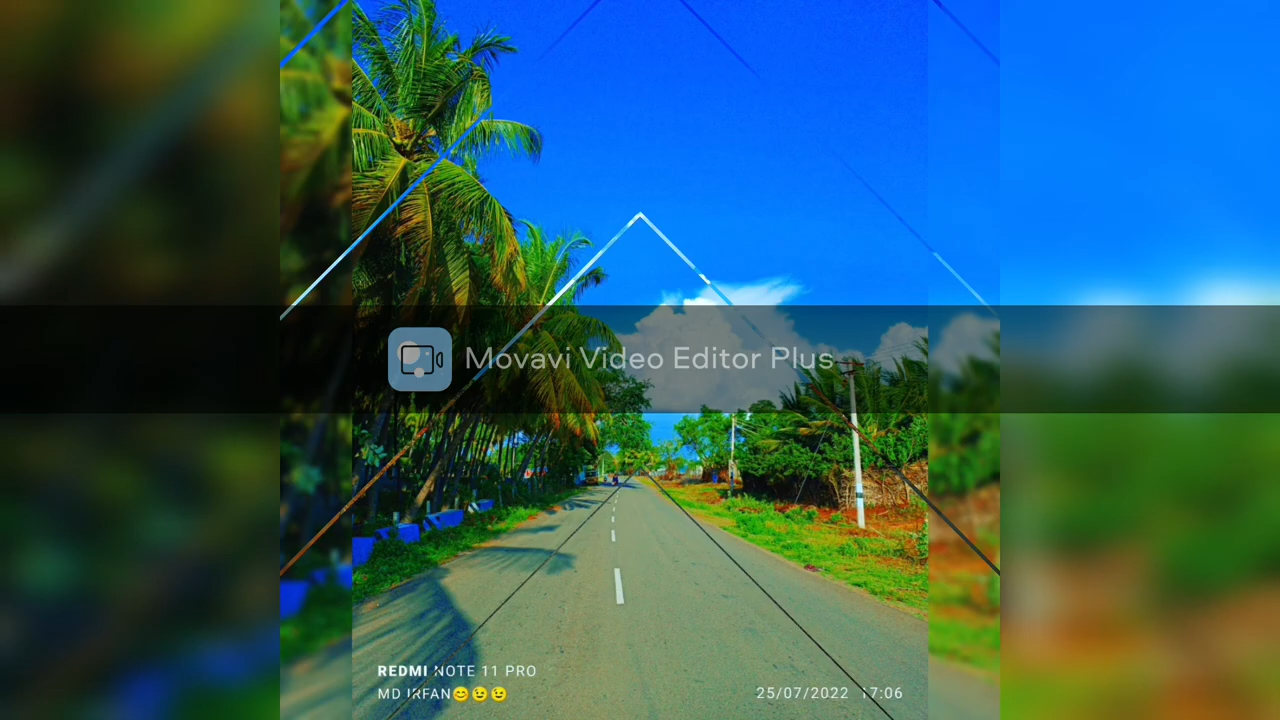 Movavi Video Editor Plus
REDMI NOTE 11 PRO
MD IRFAN😊😉😉
25/07/2022 17:06